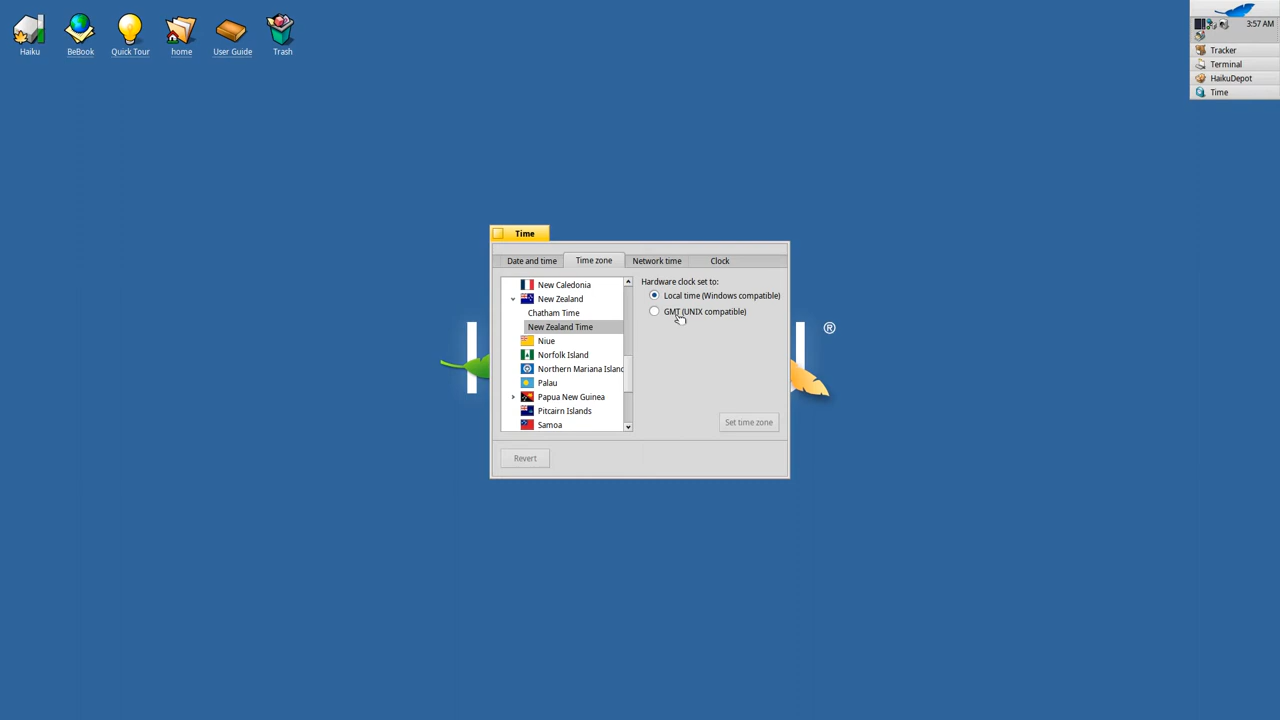 Haiku
BeBook
Quick Tour
home
User Guide
Trash
3:57 AM
Tracker
Terminal
HaikuDepot
Time
Time
Date and time
Time zone
Network time
Clock
New Caledonia
New Zealand
Chatham Time
New Zealand Time
Niue
Norfolk Island
Northern Mariana Islanc
Palau
Papua New Guinea
Pitcairn Islands
Samoa
Hardware clock set to:
Local time (Windows compatible)
GMT (UNIX compatible)
Set time zone
Revert
®